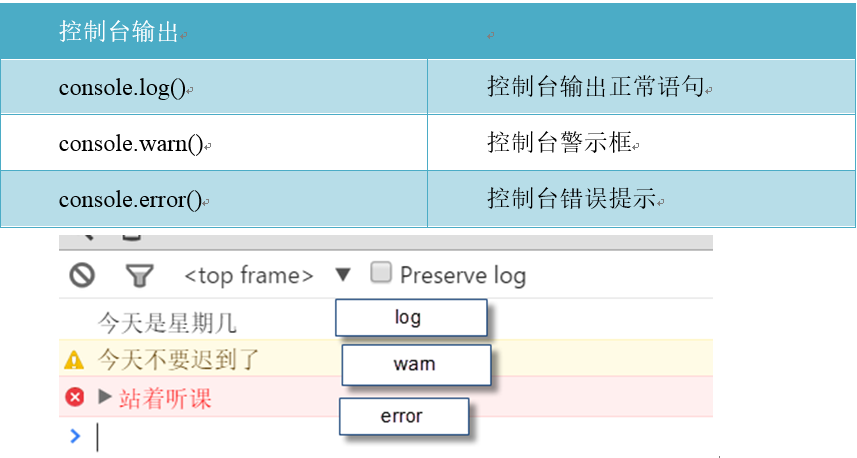 控制台输出
console.log()
控制台输出正常语句
console.warn()
控制台警示框
console.error()
控制台错误提示
<top frame> ▼ Preserve log
今天是星期几
log
今天不要迟到了
warn
站着听课
error